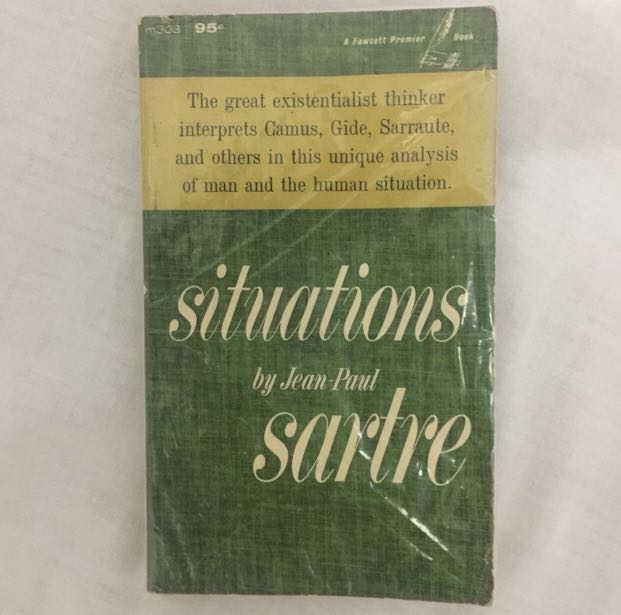 m303 95¢
A Fawcett Premier Book
The great existentialist thinker
interprets Camus, Gide, Sarraute,
and others in this unique analysis
of man and the human situation.
situations
by Jean-Paul
sartre